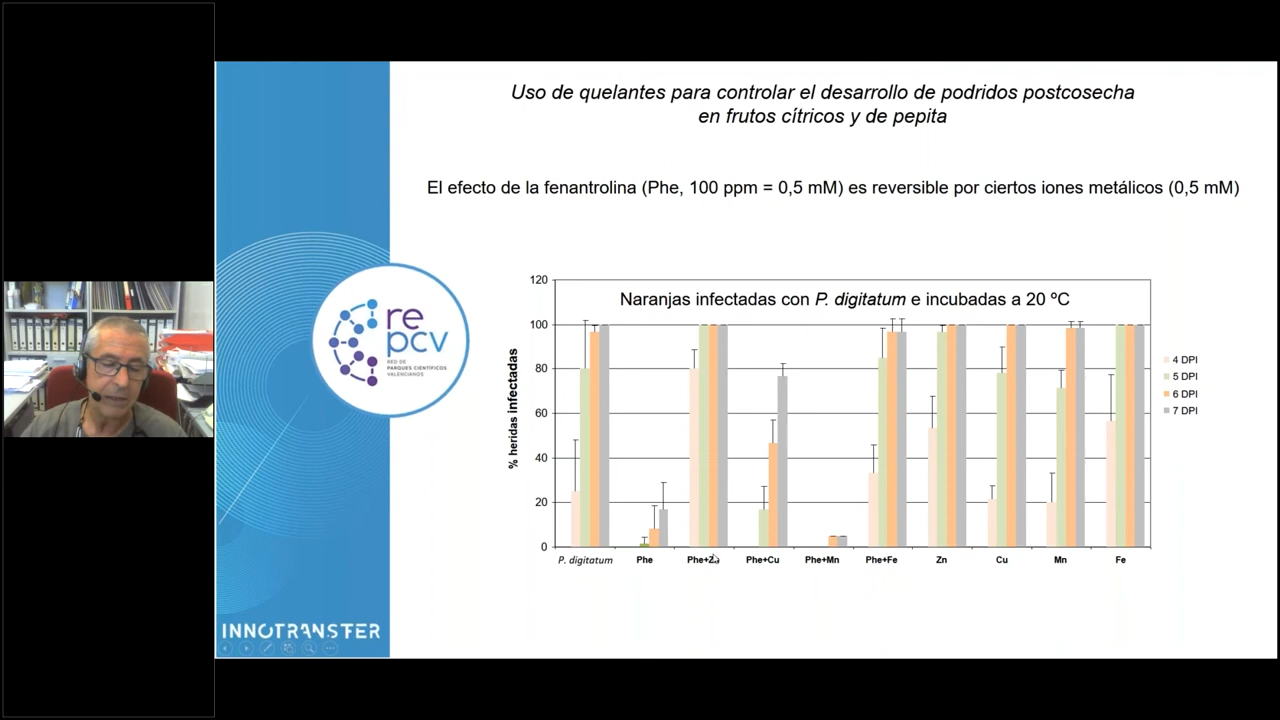 Uso de quelantes para controlar el desarrollo de podridos postcosecha
en frutos cítricos y de pepita
El efecto de la fenantrolina (Phe, 100 ppm = 0,5 mM) es reversible por ciertos iones metálicos (0,5 mM)
re
pcv
RED DE
PARQUES CIENTÍFICOS
VALENCIANOS
INNOTRANSFER
Naranjas infectadas con P. digitatum e incubadas a 20 ºC
% heridas infectadas
120
100
80
60
40
20
0
P. digitatum Phe Phe+Zn Phe+Cu Phe+Mn Phe+Fe Zn Cu Mn Fe
4 DPI
5 DPI
6 DPI
7 DPI